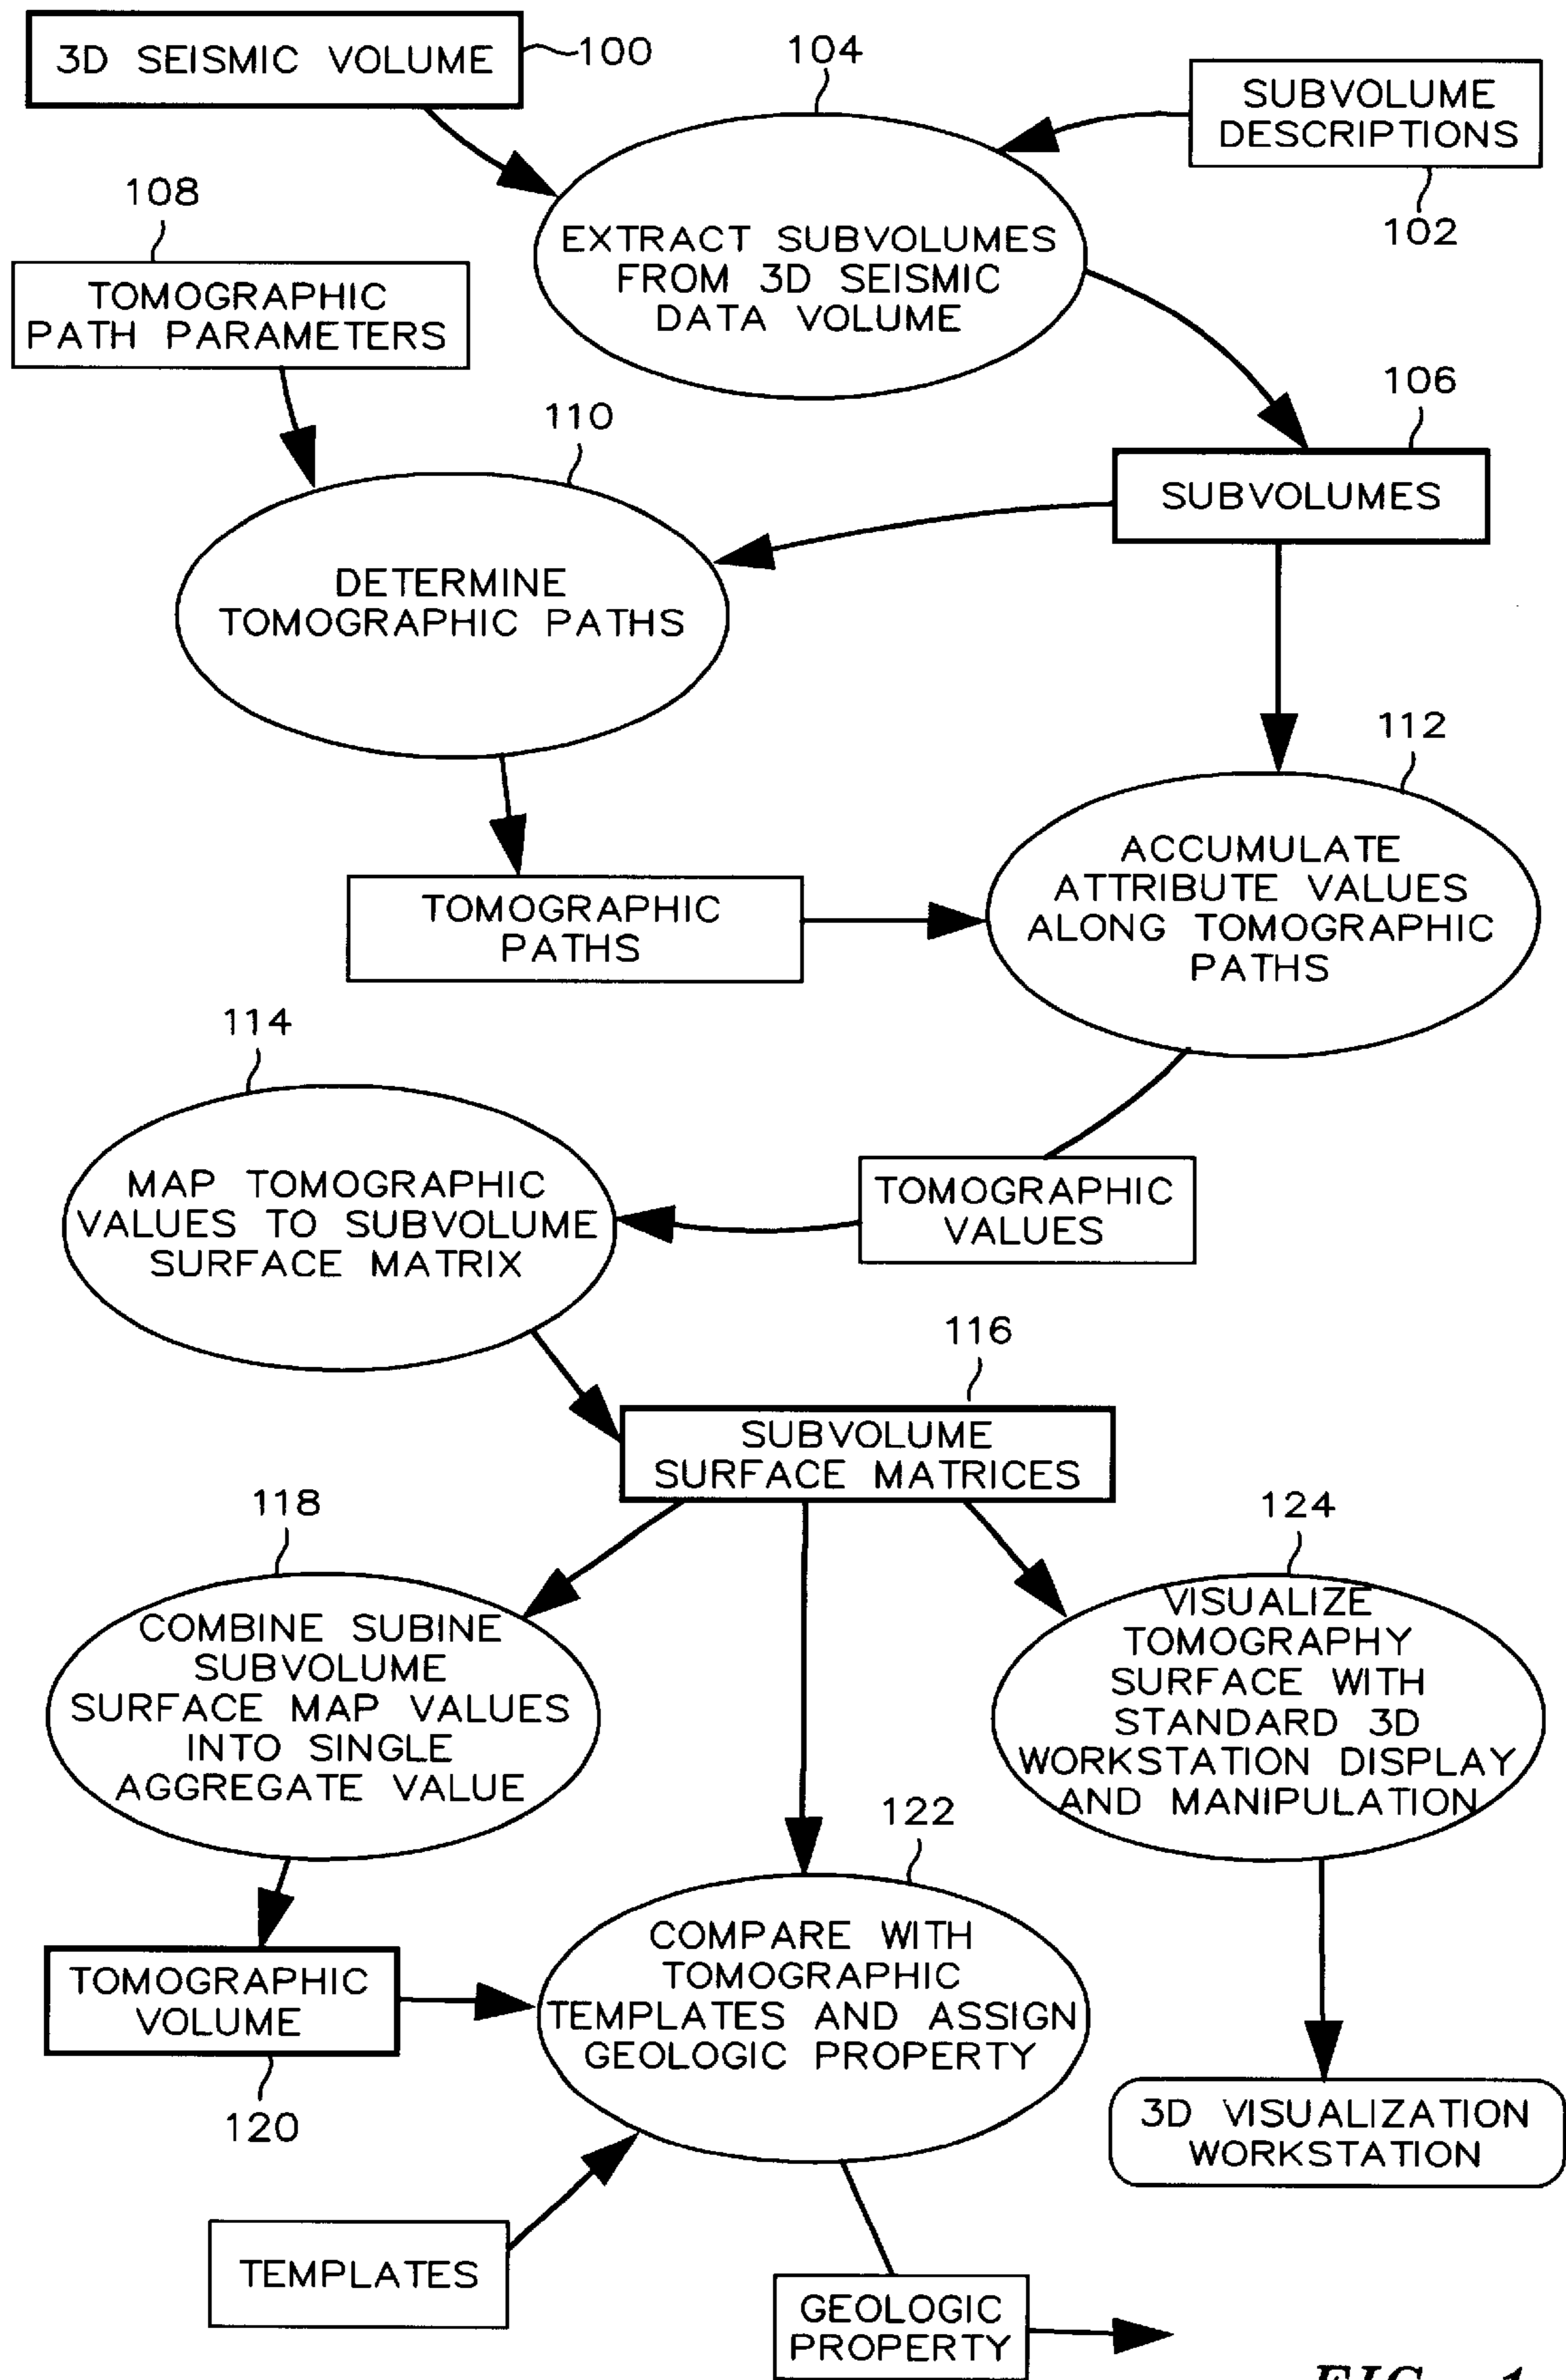 3D SEISMIC VOLUME
100
104
SUBVOLUME
DESCRIPTIONS
102
108
TOMOGRAPHIC
PATH PARAMETERS
EXTRACT SUBVOLUMES
FROM 3D SEISMIC
DATA VOLUME
106
SUBVOLUMES
110
DETERMINE
TOMOGRAPHIC PATHS
112
ACCUMULATE
ATTRIBUTE VALUES
ALONG TOMOGRAPHIC
PATHS
TOMOGRAPHIC
PATHS
114
MAP TOMOGRAPHIC
VALUES TO SUBVOLUME
SURFACE MATRIX
TOMOGRAPHIC
VALUES
116
SUBVOLUME
SURFACE MATRICES
118
COMBINE SUBINE
SUBVOLUME
SURFACE MAP VALUES
INTO SINGLE
AGGREGATE VALUE
124
VISUALIZE
TOMOGRAPHY
SURFACE WITH
STANDARD 3D
WORKSTATION DISPLAY
AND MANIPULATION
122
COMPARE WITH
TOMOGRAPHIC
TEMPLATES AND ASSIGN
GEOLOGIC PROPERTY
TOMOGRAPHIC
VOLUME
120
3D VISUALIZATION
WORKSTATION
TEMPLATES
GEOLOGIC
PROPERTY
FIG. 1